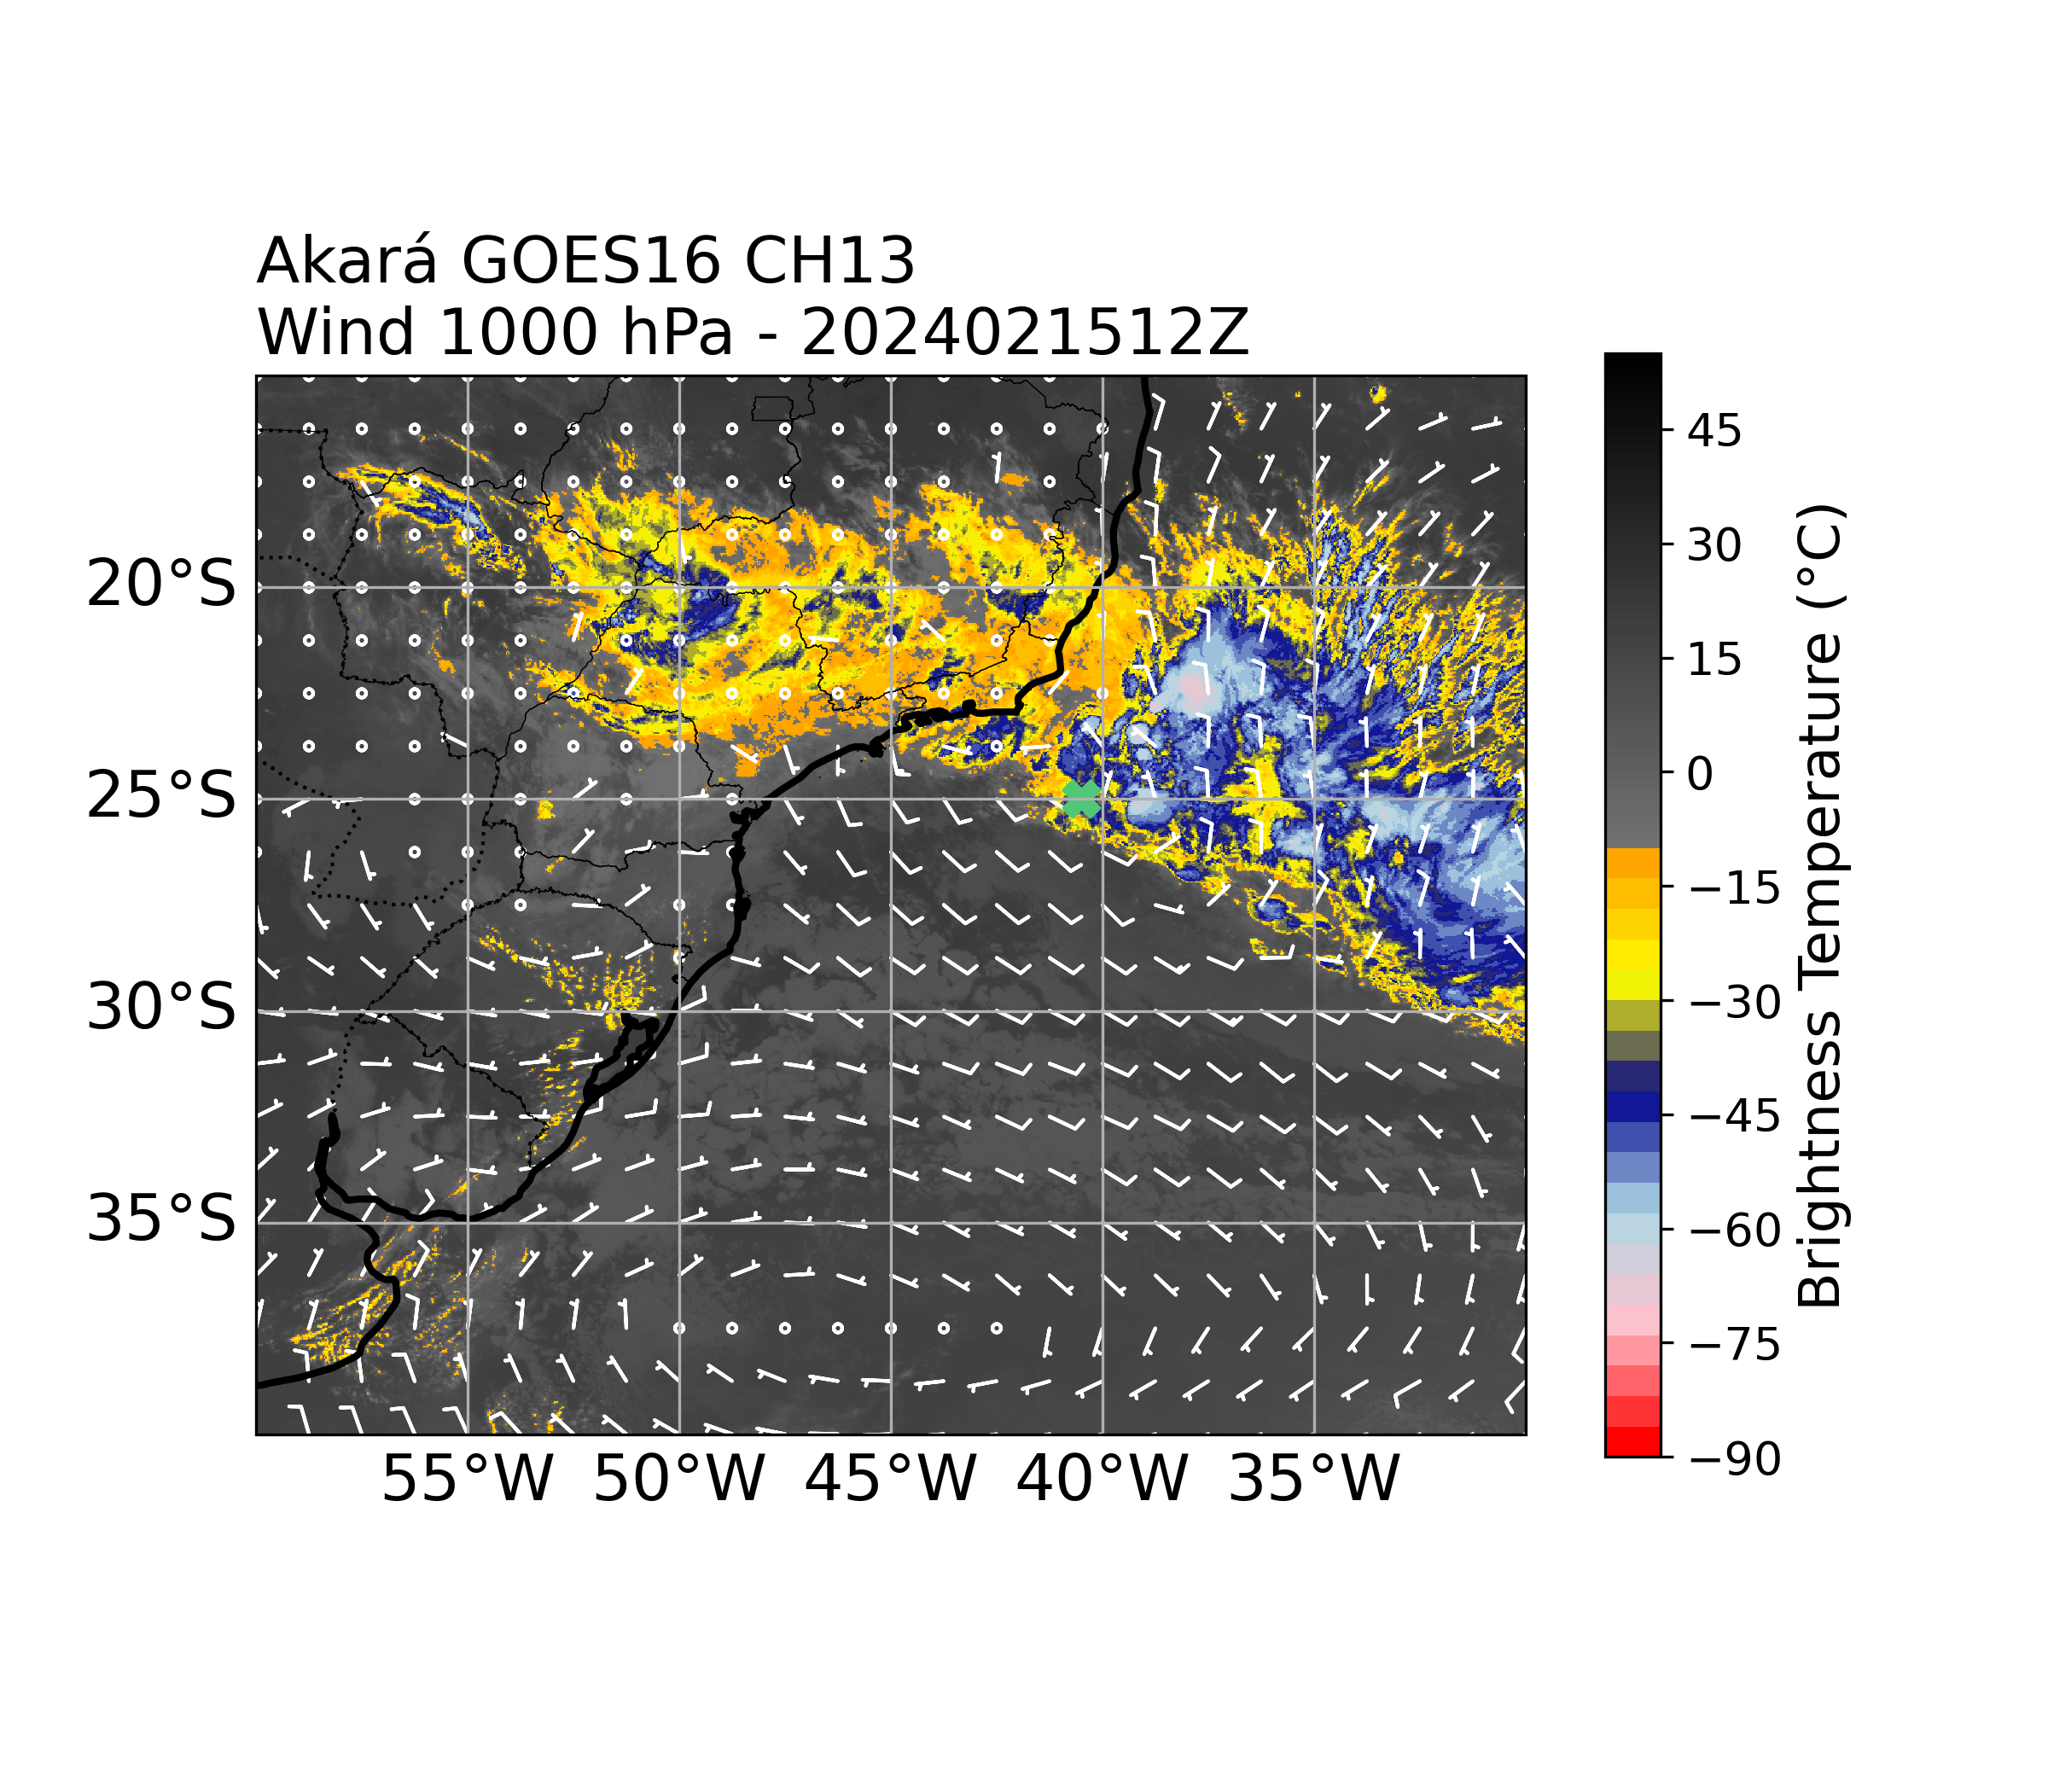 Akará GOES16 CH13
Wind 1000 hPa - 2024021512Z
20°S
25°S
30°S
35°S
55°W 50°W 45°W 40°W 35°W
45
30
15
0
−15
−30
−45
−60
−75
−90
Brightness Temperature (°C)